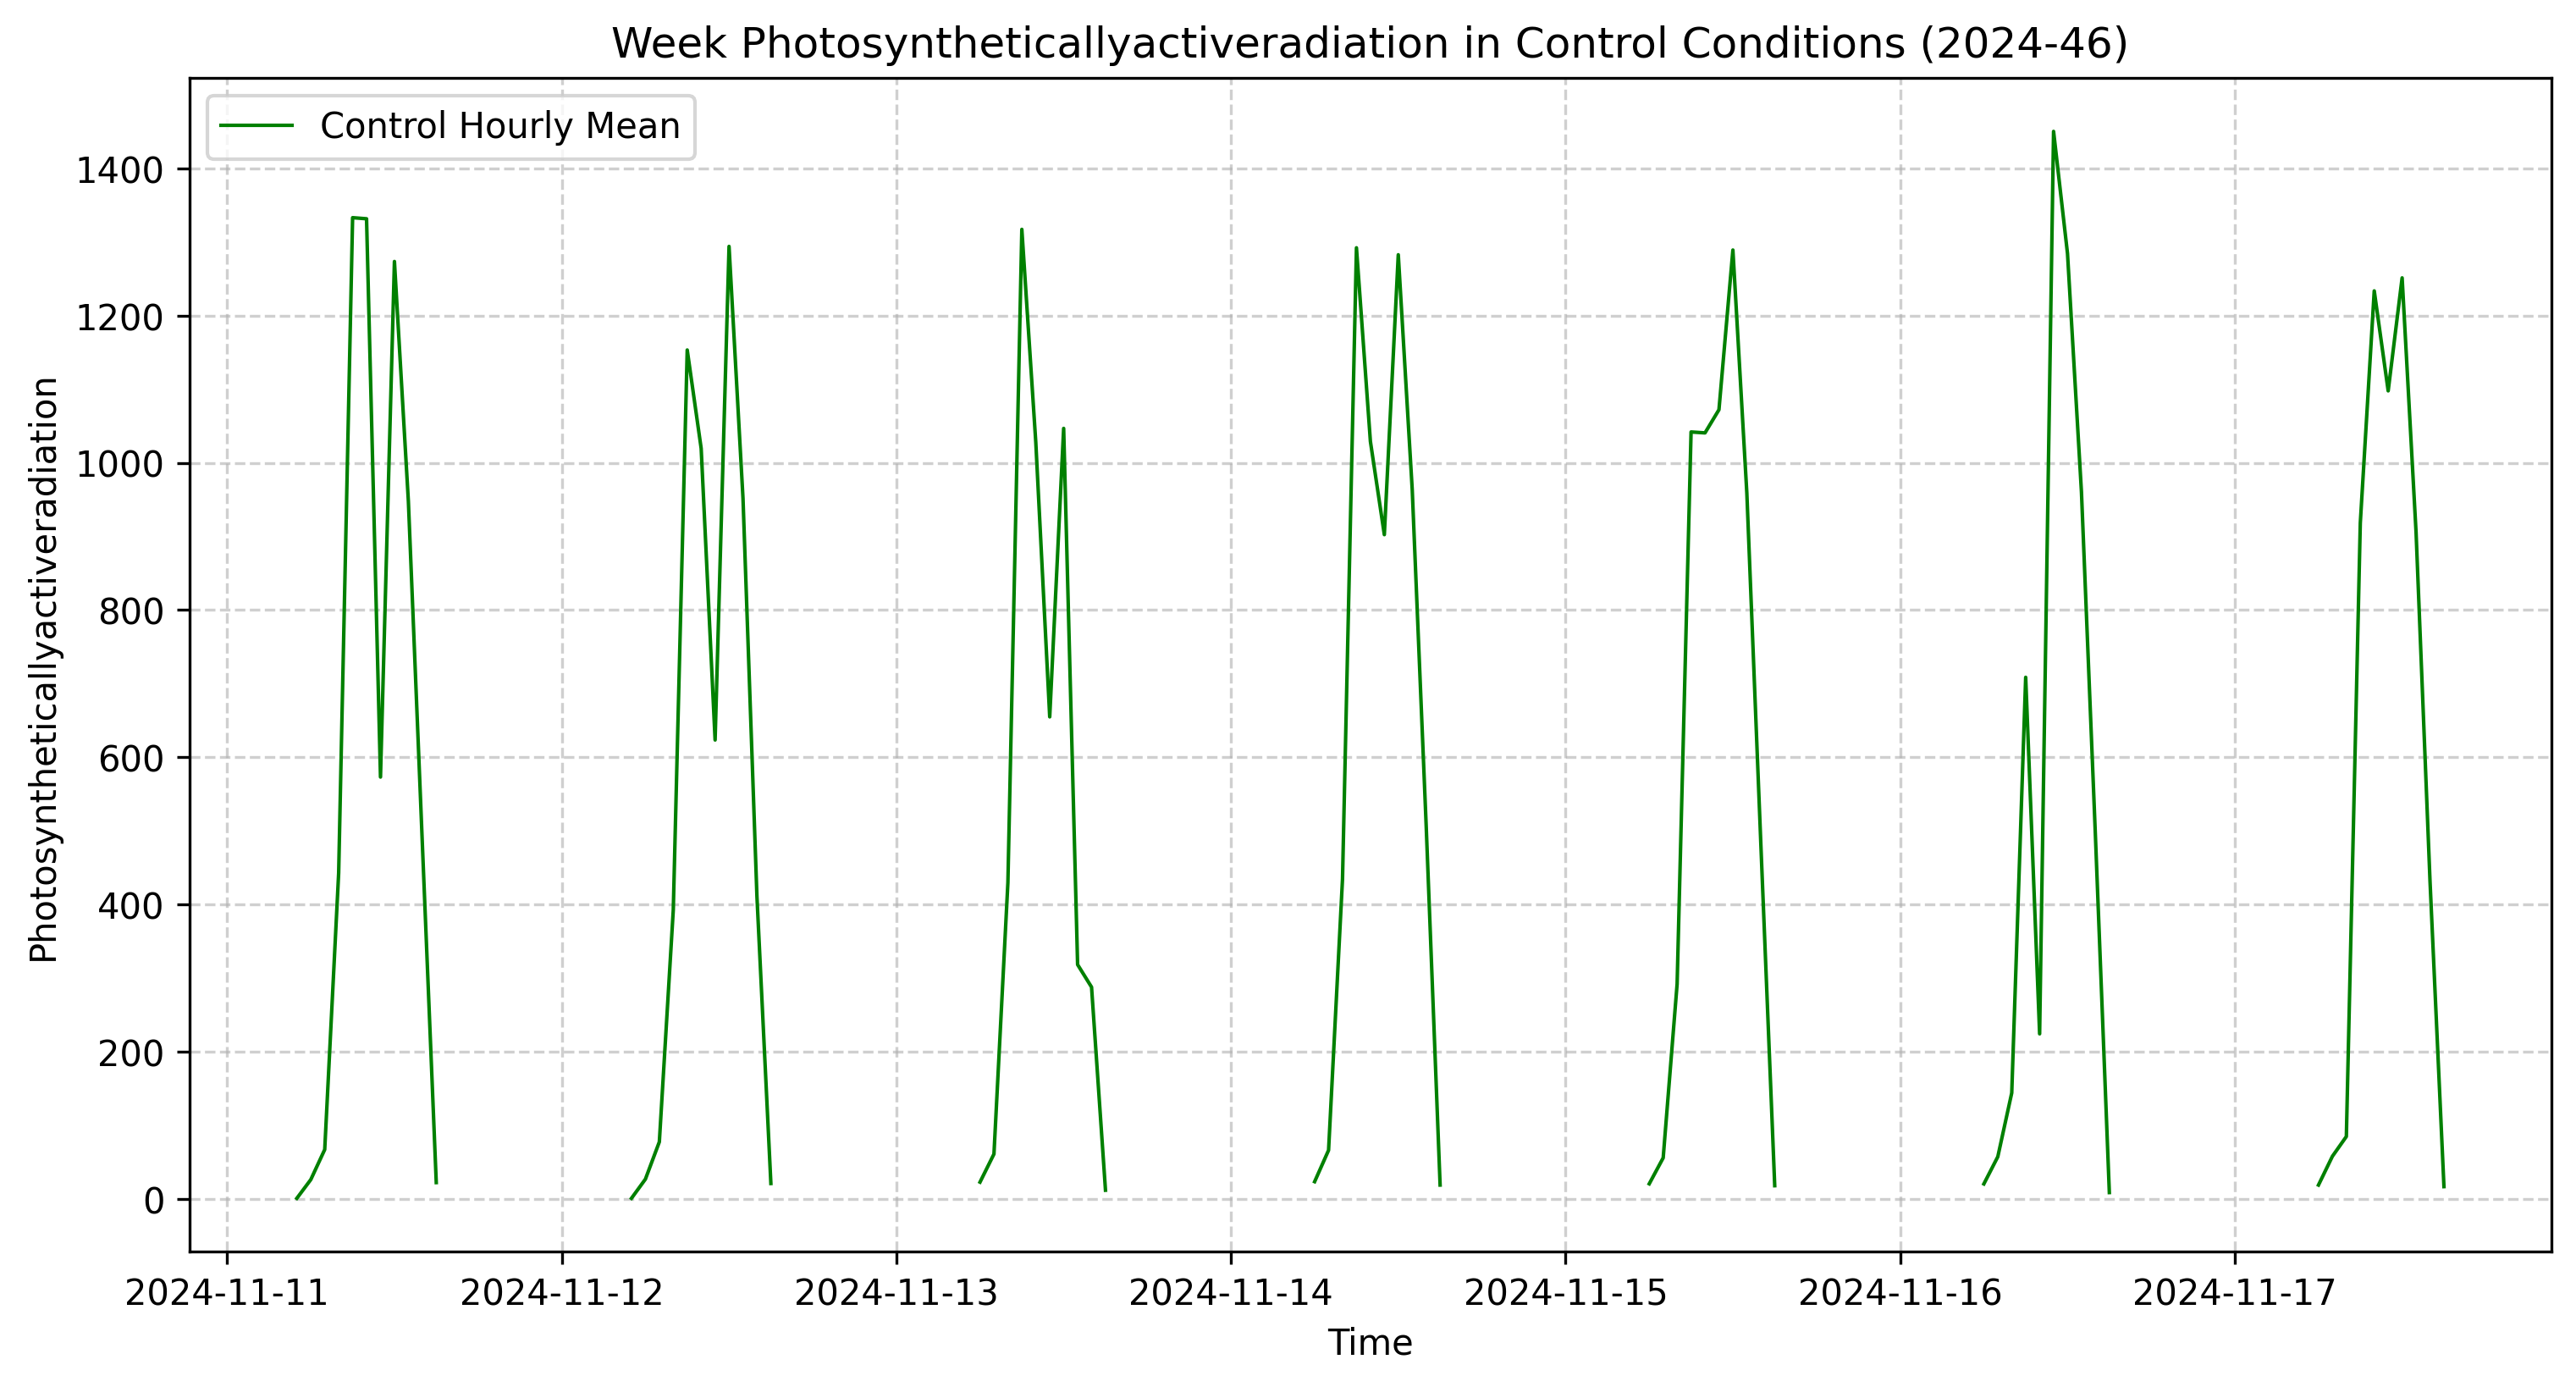 Week Photosyntheticallyactiveradiation in Control Conditions (2024-46)
Control Hourly Mean
Photosyntheticallyactiveradiation
1400
1200
1000
800
600
400
200
0
2024-11-11 2024-11-12 2024-11-13 2024-11-14 2024-11-15 2024-11-16 2024-11-17
Time